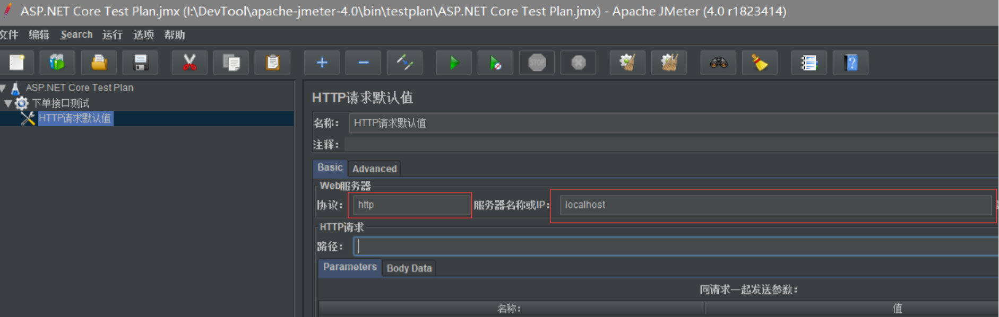 ASP.NET Core Test Plan.jmx (I:\DevTool\apache-jmeter-4.0\bin\testplan\ASP.NET Core Test Plan.jmx) - Apache JMeter (4.0 r1823414)
文件 编辑 Search 运行 选项 帮助
STOP
ASP.NET Core Test Plan
下单接口测试
HTTP请求默认值
HTTP请求默认值
名称: HTTP请求默认值
注释:
Basic Advanced
Web服务器
协议: http 服务器名称或IP: localhost
HTTP请求
路径:
Parameters Body Data
同请求一起发送参数:
名称: 值